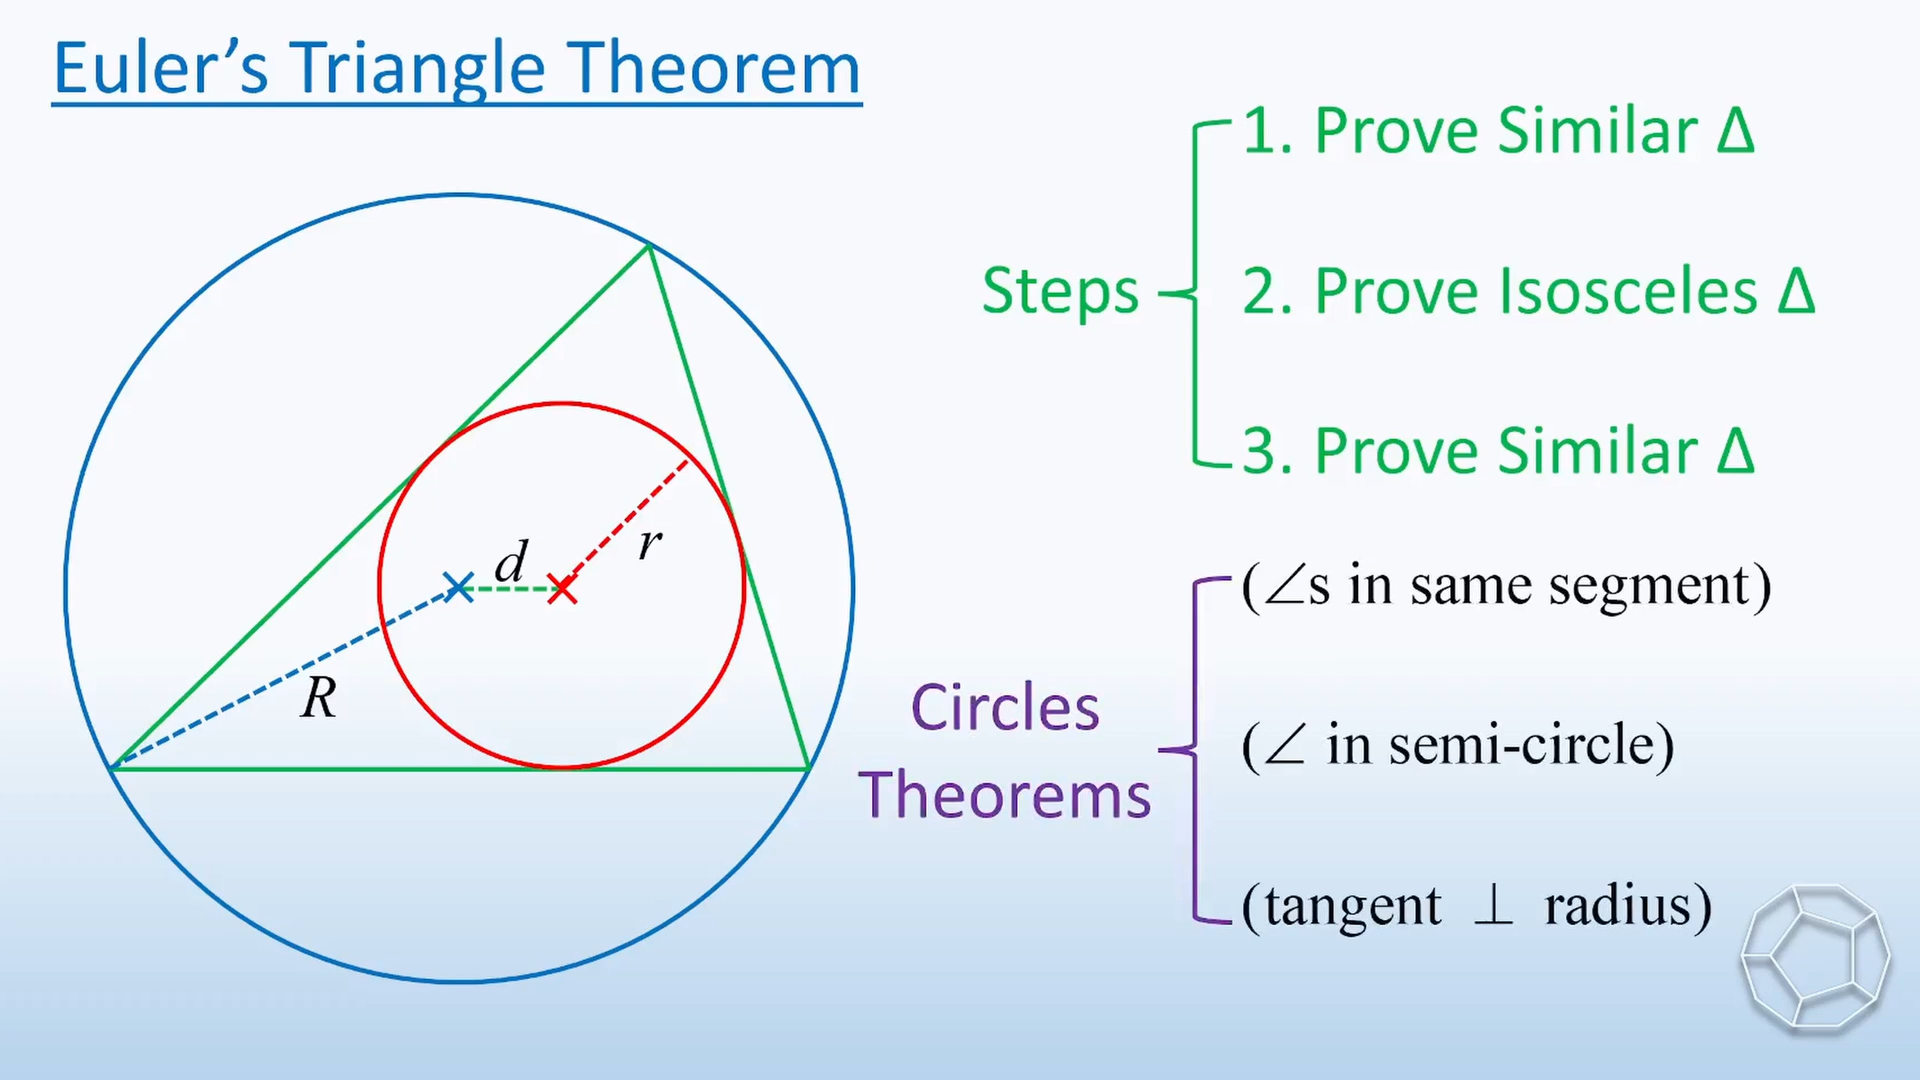 Euler’s Triangle Theorem
d
r
R
Steps
1. Prove Similar Δ
2. Prove Isosceles Δ
3. Prove Similar Δ
Circles
Theorems
(∠s in same segment)
(∠ in semi-circle)
(tangent ⊥ radius)